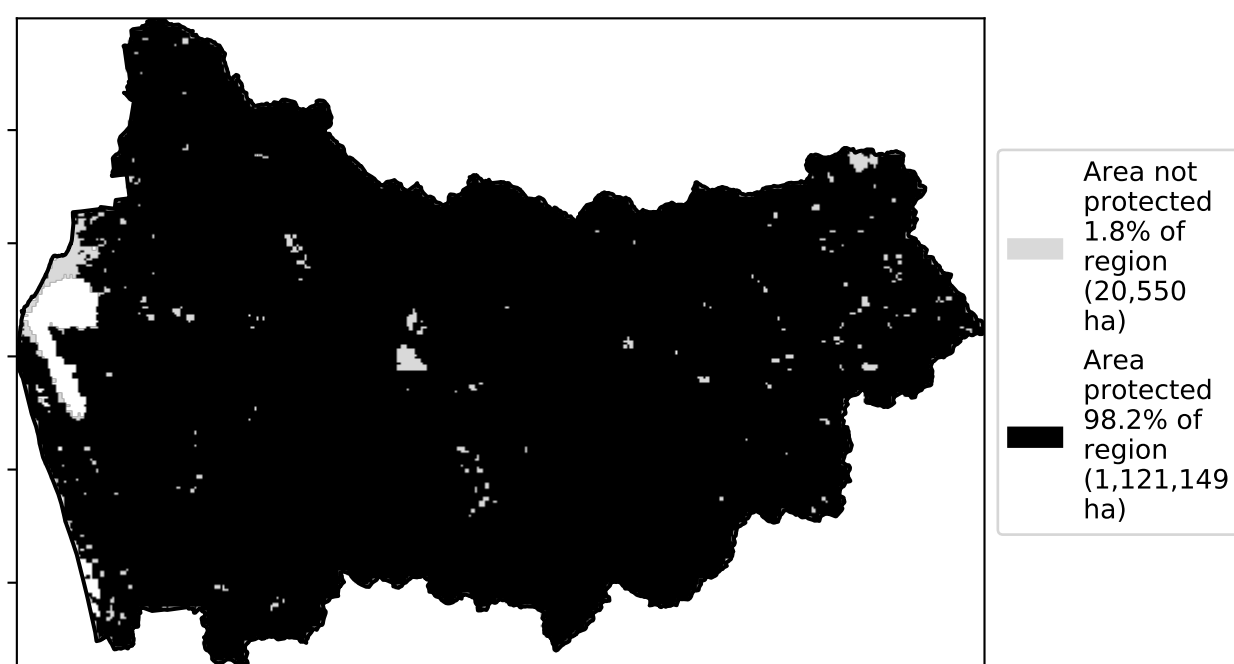 Area not
protected
1.8% of
region
(20,550
ha)
Area
protected
98.2% of
region
(1,121,149
ha)